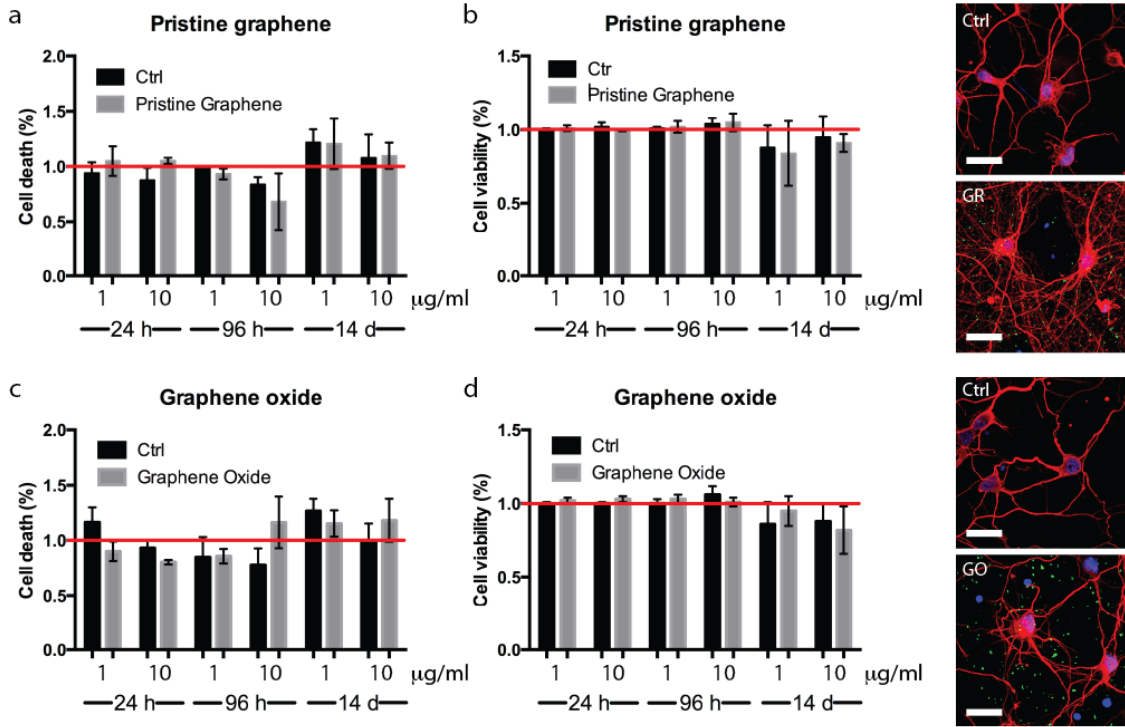 a
Pristine graphene
Cell death (%)
2.0
1.5
1.0
0.5
0.0
Ctrl
Pristine Graphene
1 10 1 10 1 10 µg/ml
24 h 96 h 14 d
b
Pristine graphene
Cell viability (%)
1.5
1.0
0.5
0.0
Ctr
Pristine Graphene
1 10 1 10 1 10 µg/ml
24 h 96 h 14 d
Ctrl
GR
c
Graphene oxide
Cell death (%)
2.0
1.5
1.0
0.5
0.0
Ctrl
Graphene Oxide
1 10 1 10 1 10 µg/ml
24 h 96 h 14 d
d
Graphene oxide
Cell viability (%)
1.5
1.0
0.5
0.0
Ctrl
Graphene Oxide
1 10 1 10 1 10 µg/ml
24 h 96 h 14 d
Ctrl
GO